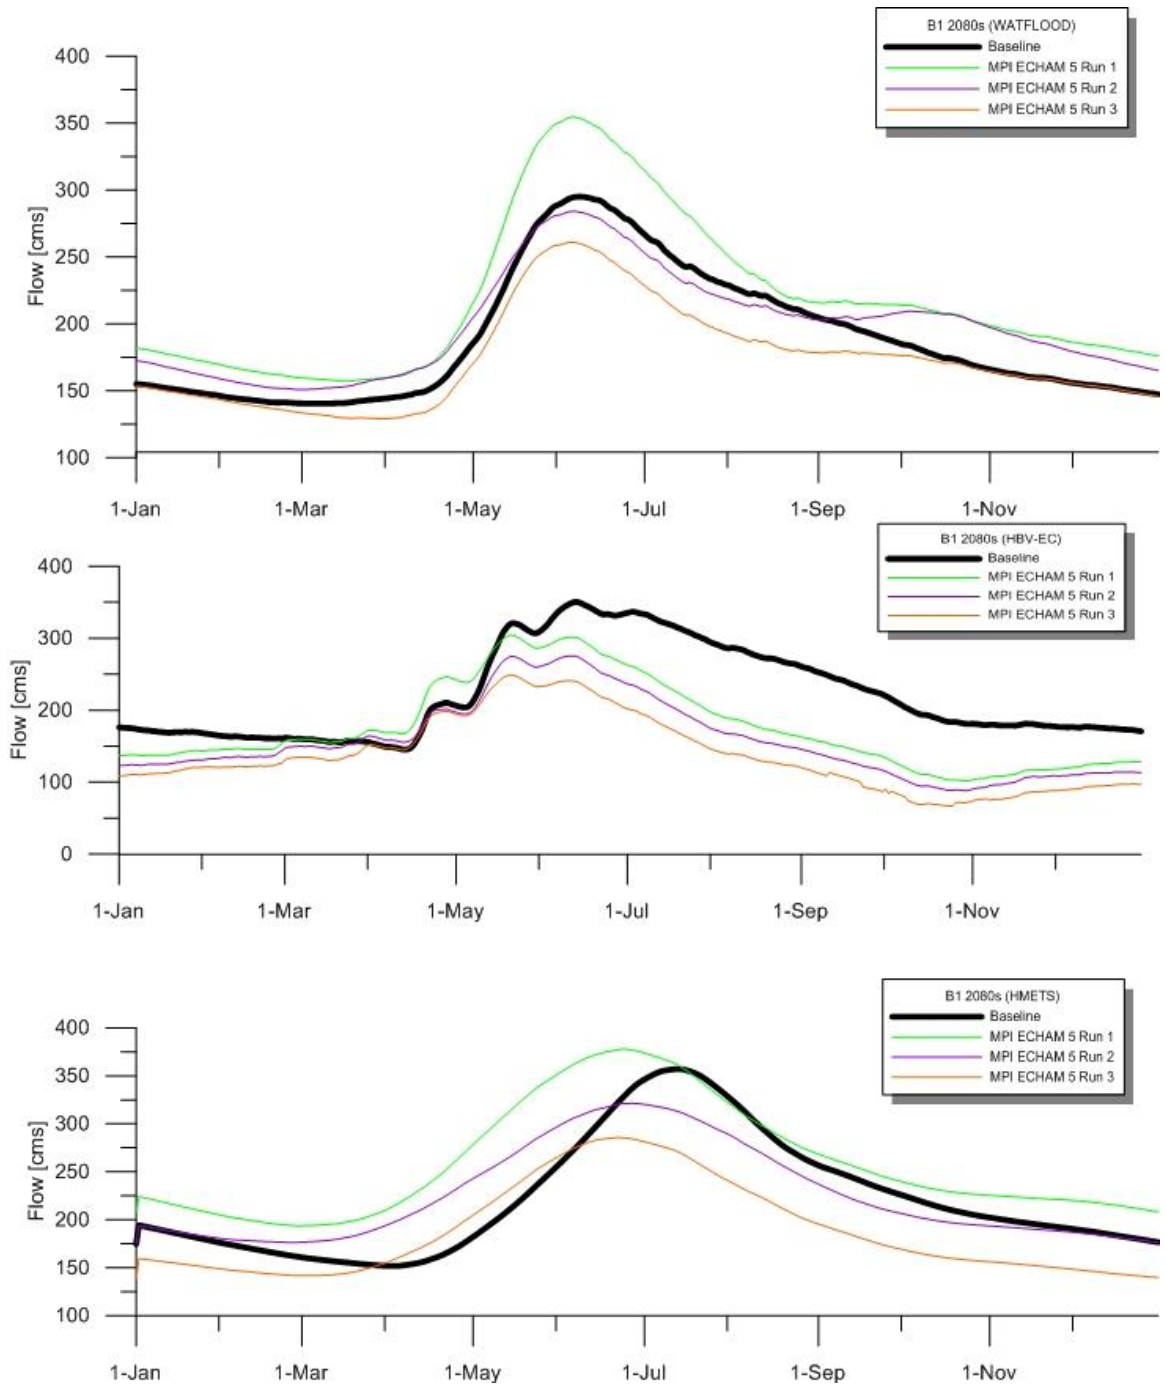 B1 2080s (WATFLOOD)
Baseline
MPI ECHAM 5 Run 1
MPI ECHAM 5 Run 2
MPI ECHAM 5 Run 3
400
350
300
250
200
150
100
Flow [cms]
1-Jan 1-Mar 1-May 1-Jul 1-Sep 1-Nov
B1 2080s (HBV-EC)
Baseline
MPI ECHAM 5 Run 1
MPI ECHAM 5 Run 2
MPI ECHAM 5 Run 3
400
300
200
100
0
Flow [cms]
1-Jan 1-Mar 1-May 1-Jul 1-Sep 1-Nov
B1 2080s (HMETS)
Baseline
MPI ECHAM 5 Run 1
MPI ECHAM 5 Run 2
MPI ECHAM 5 Run 3
400
350
300
250
200
150
100
Flow [cms]
1-Jan 1-Mar 1-May 1-Jul 1-Sep 1-Nov